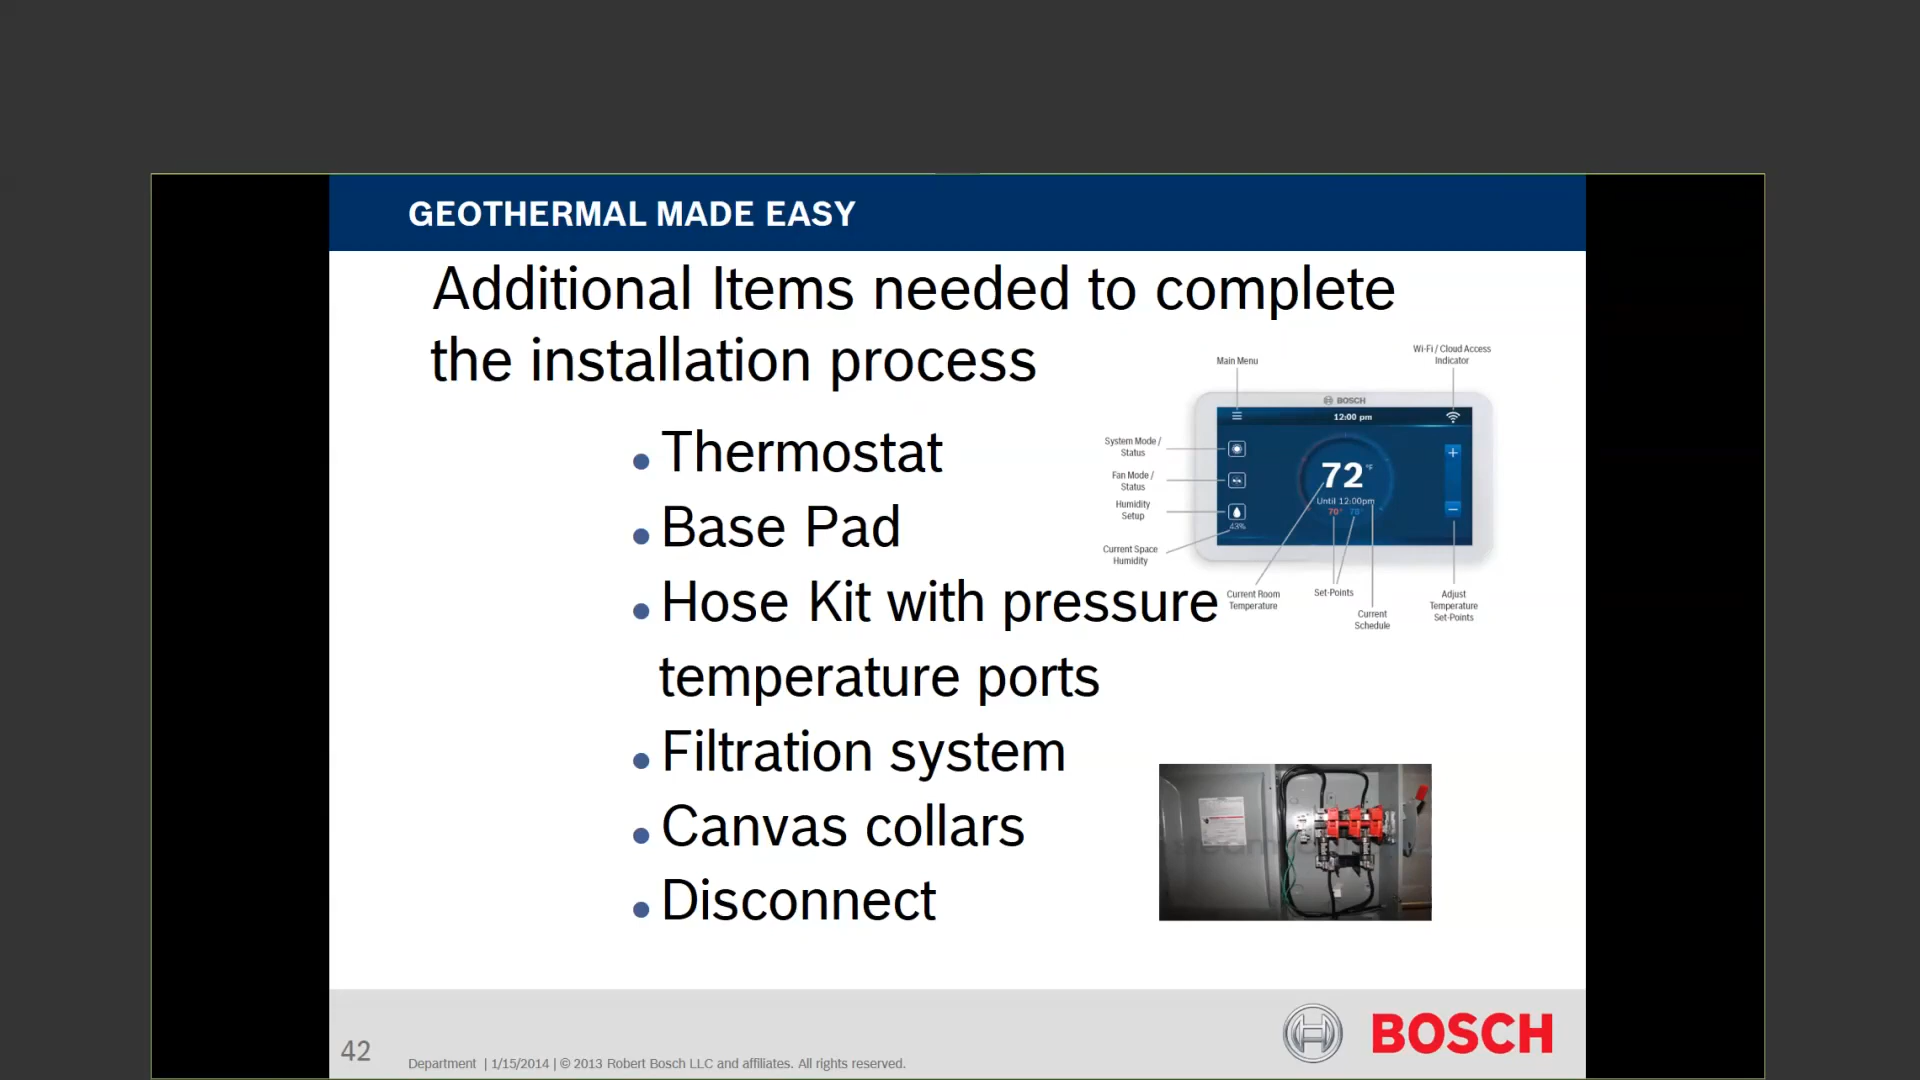 GEOTHERMAL MADE EASY
Additional Items needed to complete
the installation process
Thermostat
Base Pad
Hose Kit with pressure
temperature ports
Filtration system
Canvas collars
Disconnect
Main Menu
Wi-Fi / Cloud Access
Indicator
BOSCH
12:00 pm
System Mode /
Status
Fan Mode /
Status
Humidity
Setup
Current Space
Humidity
72°F
Until 12:00pm
70° 78°
43%
+
−
Current Room
Temperature
Set-Points
Current
Schedule
Adjust
Temperature
Set-Points
42
Department | 1/15/2014 | © 2013 Robert Bosch LLC and affiliates. All rights reserved.
BOSCH